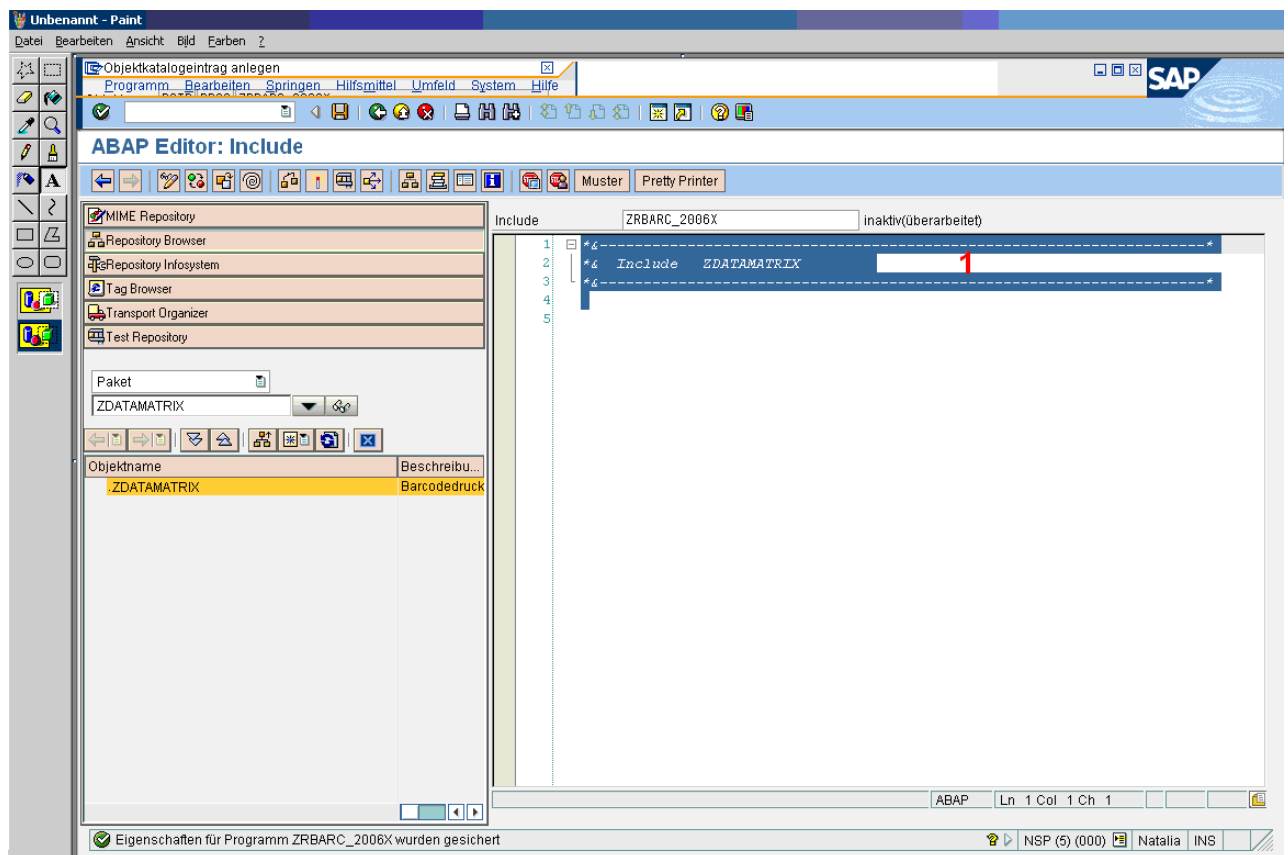 Unbenannt - Paint
Datei Bearbeiten Ansicht Bild Farben ?
Objektkatalogeintrag anlegen
Programm Bearbeiten Springen Hilfsmittel Umfeld System Hilfe
SAP
ABAP Editor: Include
Muster Pretty Printer
MIME Repository
Repository Browser
Repository Infosystem
Tag Browser
Transport Organizer
Test Repository
Paket
ZDATAMATRIX
Objektname Beschreibu...
ZDATAMATRIX Barcodedruck
Include ZRBARC_2006X inaktiv(überarbeitet)
1 *&---------------------------------------------------------------------*
2 *& Include ZDATAMATRIX 1
3 *&---------------------------------------------------------------------*
4
5
ABAP Ln 1 Col 1 Ch 1
Eigenschaften für Programm ZRBARC_2006X wurden gesichert NSP (5) (000) Natalia INS